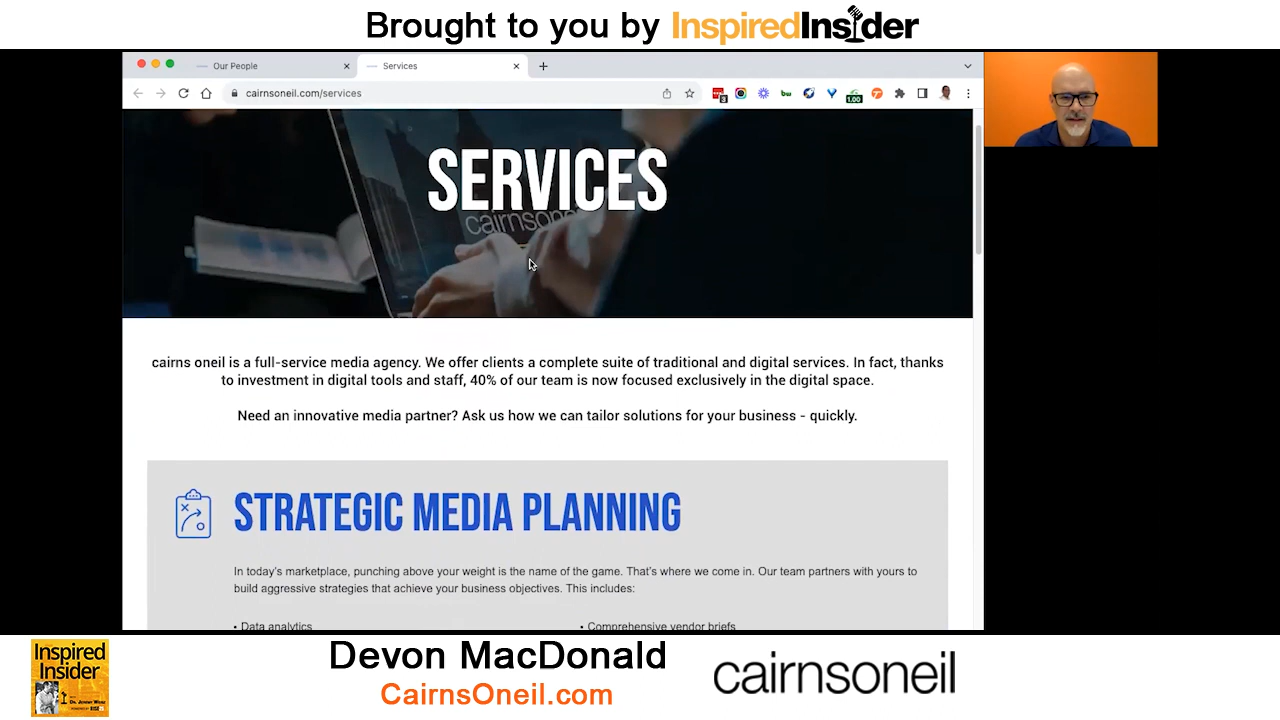 Brought to you by InspiredInsider
Our People
Services
cairnsoneil.com/services
SERVICES
cairnsoneil
cairns oneil is a full-service media agency. We offer clients a complete suite of traditional and digital services. In fact, thanks
to investment in digital tools and staff, 40% of our team is now focused exclusively in the digital space.
Need an innovative media partner? Ask us how we can tailor solutions for your business - quickly.
STRATEGIC MEDIA PLANNING
In today's marketplace, punching above your weight is the name of the game. That's where we come in. Our team partners with yours to
build aggressive strategies that achieve your business objectives. This includes:
• Data analytics
• Comprehensive vendor briefs
Inspired
Insider
Devon MacDonald
CairnsOneil.com
cairnsoneil